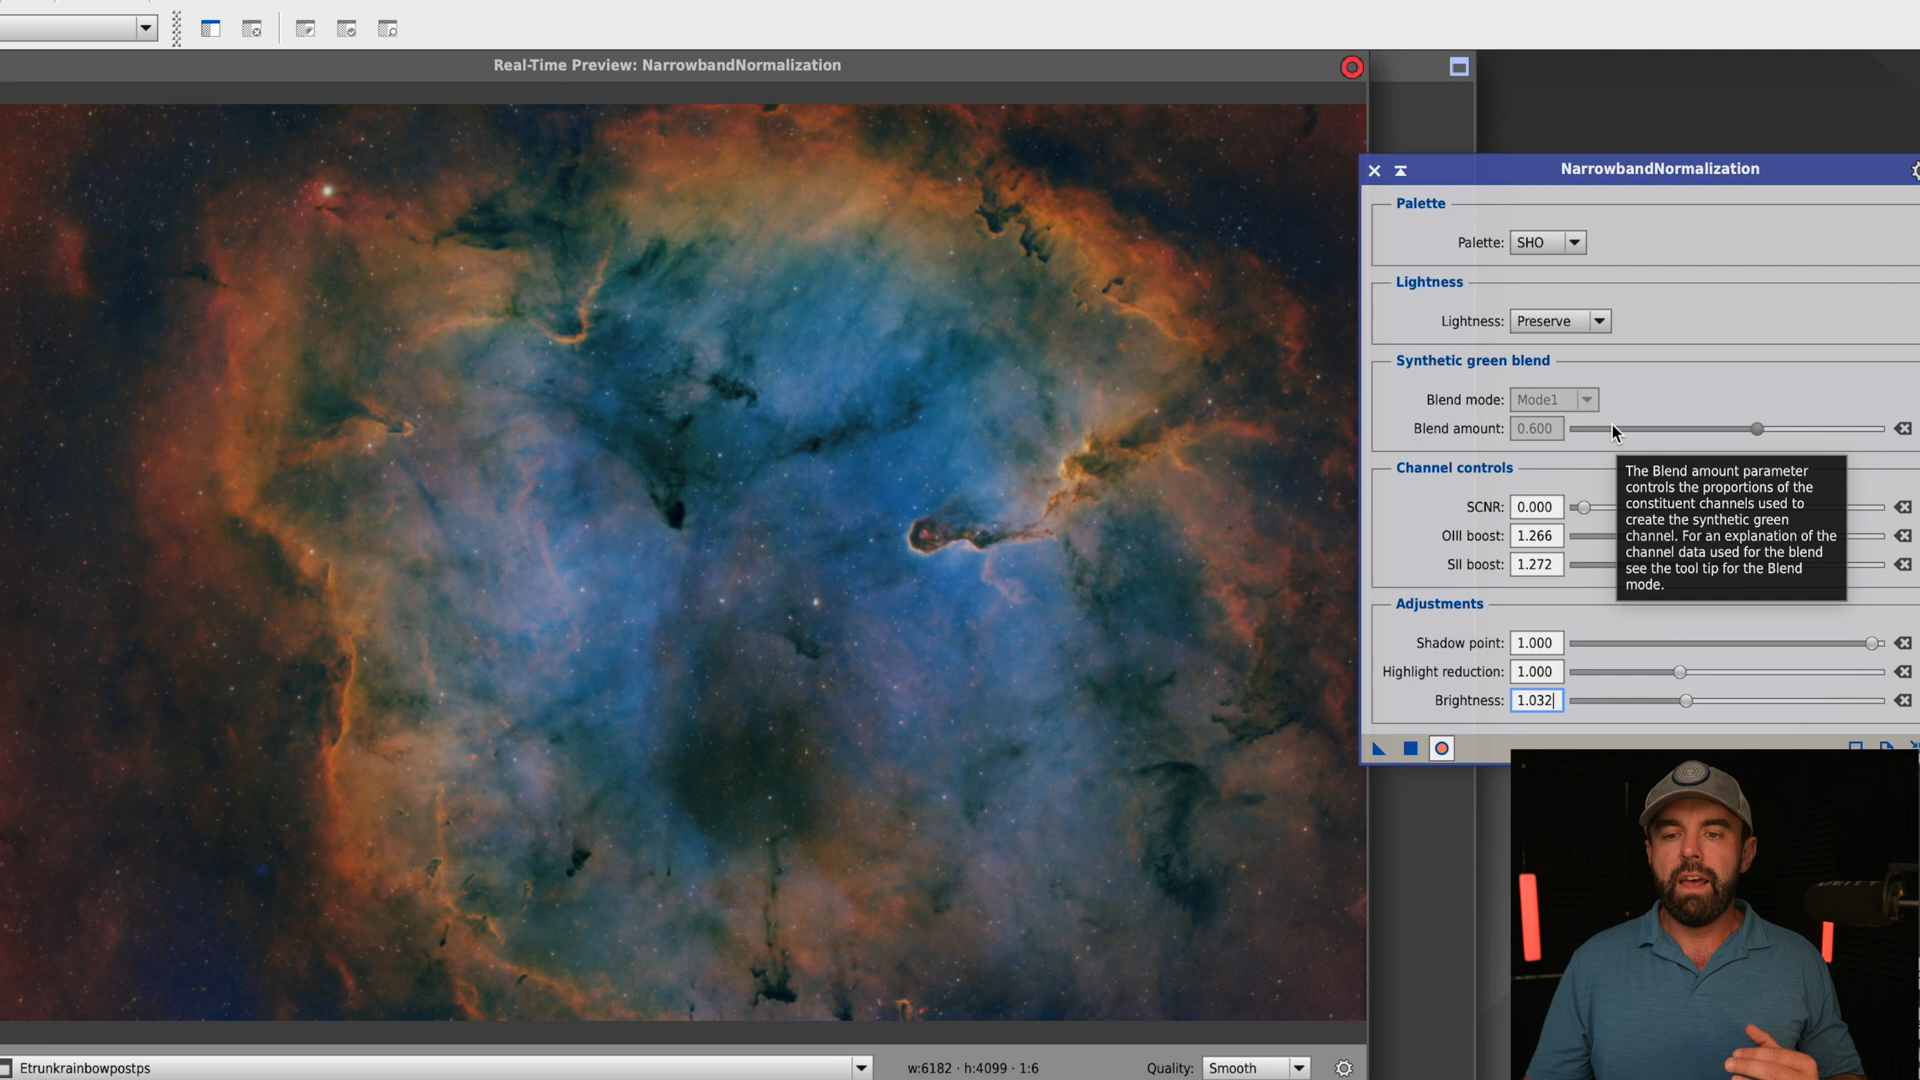 Real-Time Preview: NarrowbandNormalization
NarrowbandNormalization
Palette
Palette: SHO
Lightness
Lightness: Preserve
Synthetic green blend
Blend mode: Mode1
Blend amount: 0.600
Channel controls
SCNR: 0.000
OIII boost: 1.266
SII boost: 1.272
The Blend amount parameter
controls the proportions of the
constituent channels used to
create the synthetic green
channel. For an explanation of the
channel data used for the blend
see the tool tip for the Blend
mode.
Adjustments
Shadow point: 1.000
Highlight reduction: 1.000
Brightness: 1.032
Etrunkrainbowpostps
w:6182 · h:4099 · 1:6
Quality: Smooth